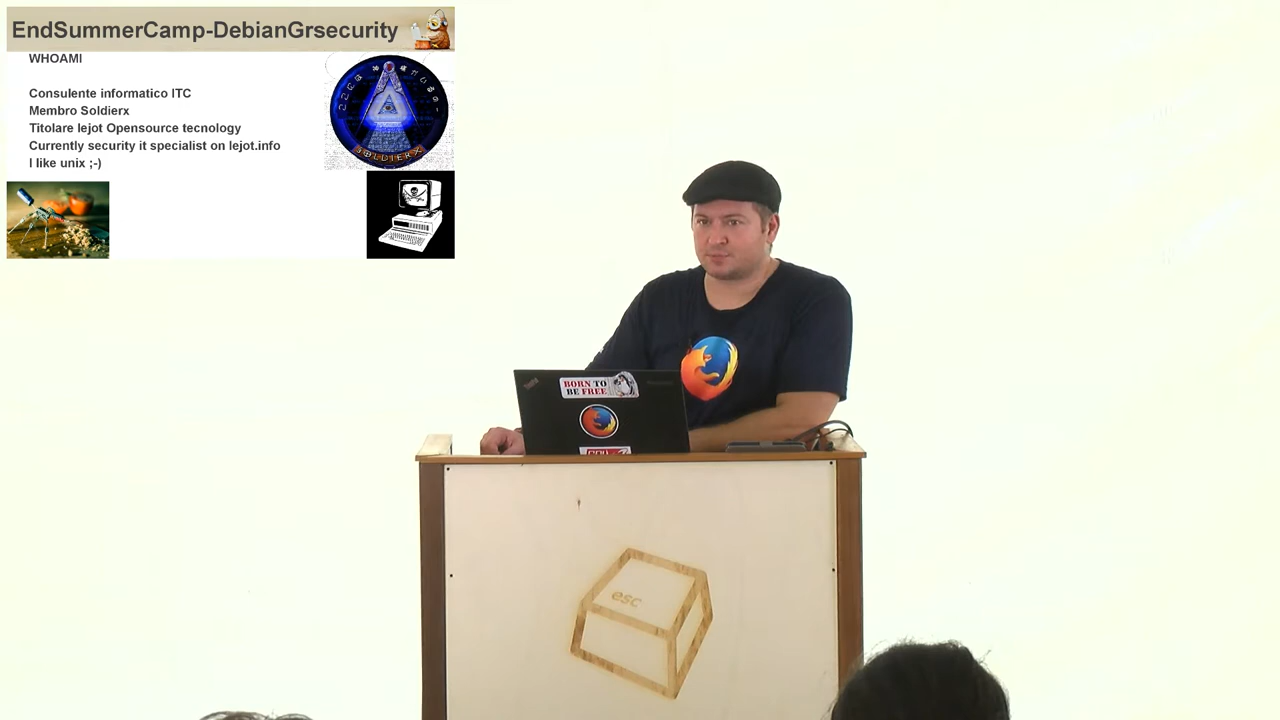 EndSummerCamp-DebianGrsecurity
WHOAMI
Consulente informatico ITC
Membro Soldierx
Titolare lejot Opensource tecnology
Currently security it specialist on lejot.info
I like unix ;-)
SOLDIERX
BORN TO
BE FREE
esc